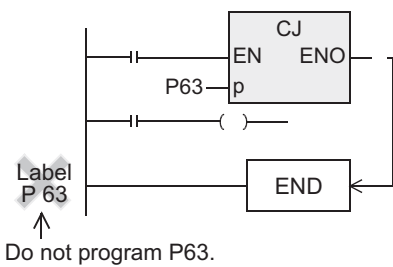 CJ
EN ENO
P63 p
Label
P 63
END
Do not program P63.